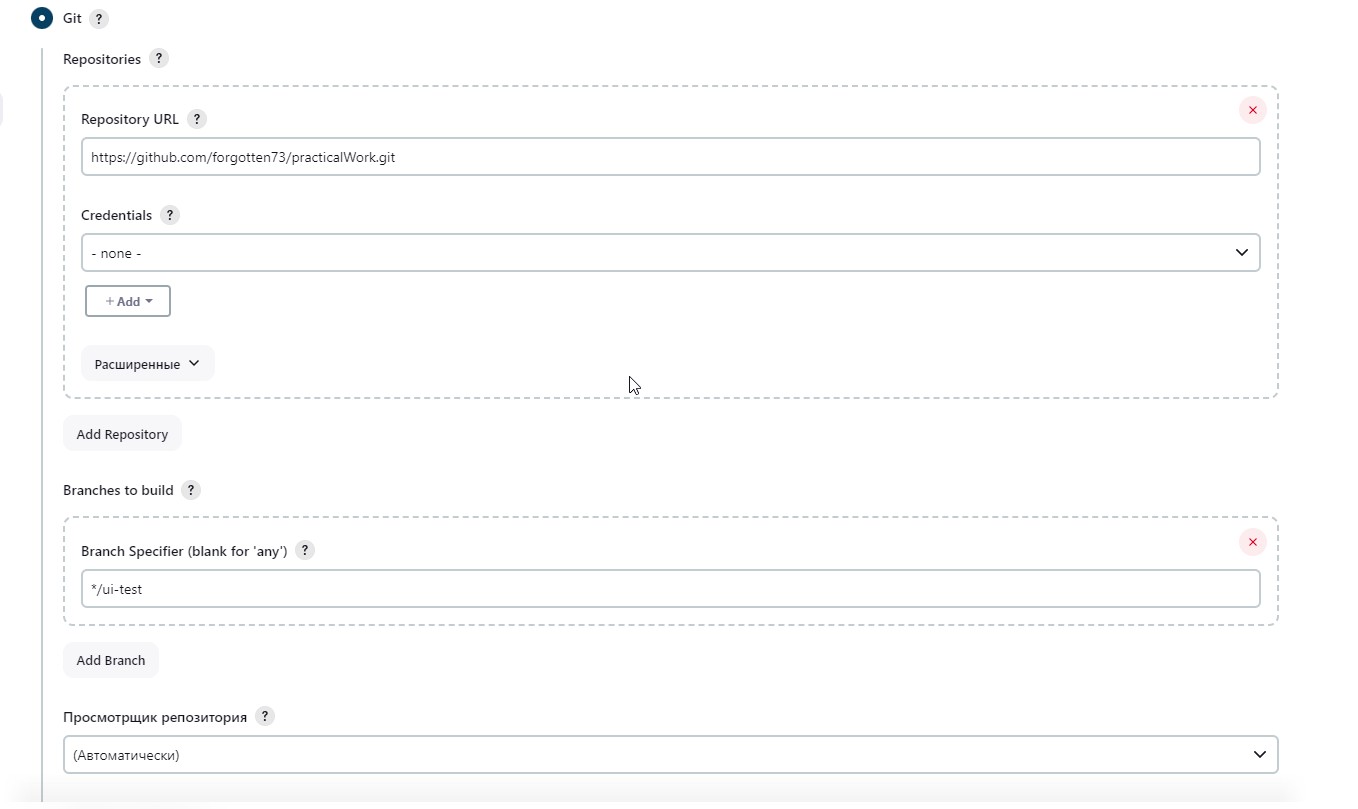 Git ?
Repositories ?
Repository URL ?
https://github.com/forgotten73/practicalWork.git
Credentials ?
- none -
+ Add
Расширенные
Add Repository
Branches to build ?
Branch Specifier (blank for 'any') ?
*/ui-test
Add Branch
Просмотрщик репозитория ?
(Автоматически)